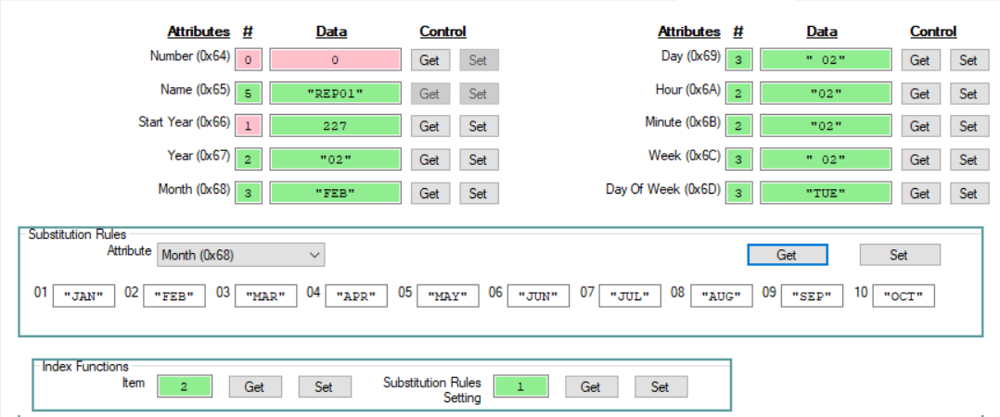 Attributes # Data Control
Number (0x64) 0 0 Get Set
Name (0x65) 5 "REP01" Get Set
Start Year (0x66) 1 227 Get Set
Year (0x67) 2 "02" Get Set
Month (0x68) 3 "FEB" Get Set
Attributes # Data Control
Day (0x69) 3 " 02" Get Set
Hour (0x6A) 2 "02" Get Set
Minute (0x6B) 2 "02" Get Set
Week (0x6C) 3 " 02" Get Set
Day Of Week (0x6D) 3 "TUE" Get Set
Substitution Rules
Attribute Month (0x68) Get Set
01 "JAN" 02 "FEB" 03 "MAR" 04 "APR" 05 "MAY" 06 "JUN" 07 "JUL" 08 "AUG" 09 "SEP" 10 "OCT"
Index Functions
Item 2 Get Set Substitution Rules 1 Get Set
Setting